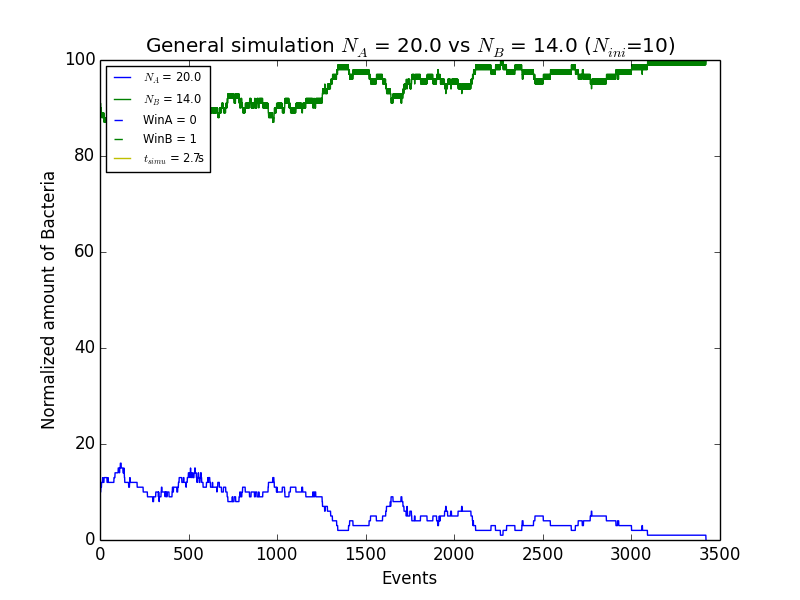 General simulation N_A = 20.0 vs N_B = 14.0 (N_ini=10)
100
80
60
40
20
0
Normalized amount of Bacteria
N_A = 20.0
N_B = 14.0
WinA = 0
WinB = 1
t_simu = 2.7s
0 500 1000 1500 2000 2500 3000 3500
Events